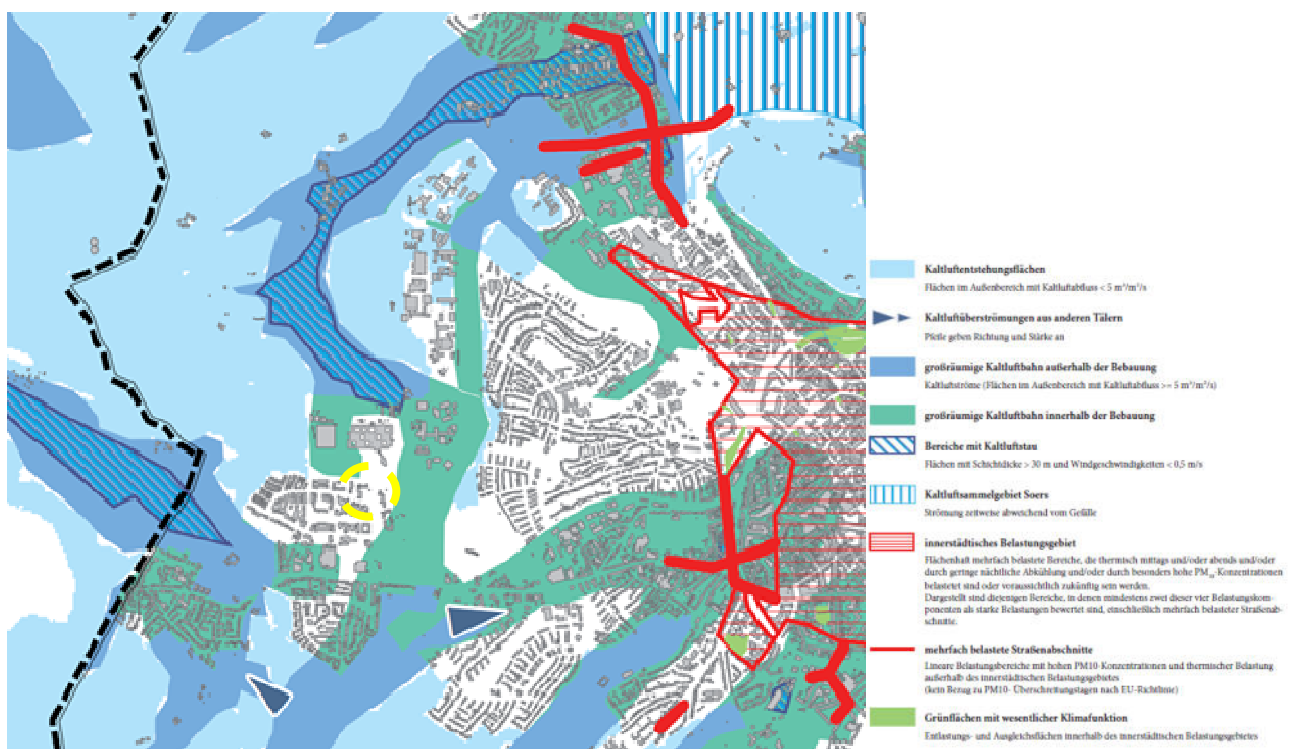 Kaltluftentstehungsflächen
Flächen im Außenbereich mit Kaltluftabfluss < 5 m³/m²/s
Kaltluftüberströmungen aus anderen Tälern
Pfeile geben Richtung und Stärke an
großräumige Kaltluftbahn außerhalb der Bebauung
Kaltluftströme (Flächen im Außenbereich mit Kaltluftabfluss >= 5 m³/m²/s)
großräumige Kaltluftbahn innerhalb der Bebauung
Bereiche mit Kaltluftstau
Flächen mit Schichtdicke > 30 m und Windgeschwindigkeiten < 0,5 m/s
Kaltluftsammelgebiet Soers
Strömung zeitweise abweichend vom Gefälle
innerstädtisches Belastungsgebiet
Flächenhaft mehrfach belastete Bereiche, die thermisch mittags und/oder abends und/oder
durch geringe nächtliche Abkühlung und/oder durch besonders hohe PM₁₀-Konzentrationen
belastet sind oder voraussichtlich zukünftig sein werden.
Dargestellt sind diejenigen Bereiche, in denen mindestens zwei dieser vier Belastungskom-
ponenten als starke Belastungen bewertet sind, einschließlich mehrfach belasteter Straßenab-
schnitte.
mehrfach belastete Straßenabschnitte
Lineare Belastungsbereiche mit hohen PM10-Konzentrationen und thermischer Belastung
außerhalb des innerstädtischen Belastungsgebietes
(kein Bezug zu PM10- Überschreitungstagen nach EU-Richtlinie)
Grünflächen mit wesentlicher Klimafunktion
Entlastungs- und Ausgleichsflächen innerhalb des innerstädtischen Belastungsgebietes